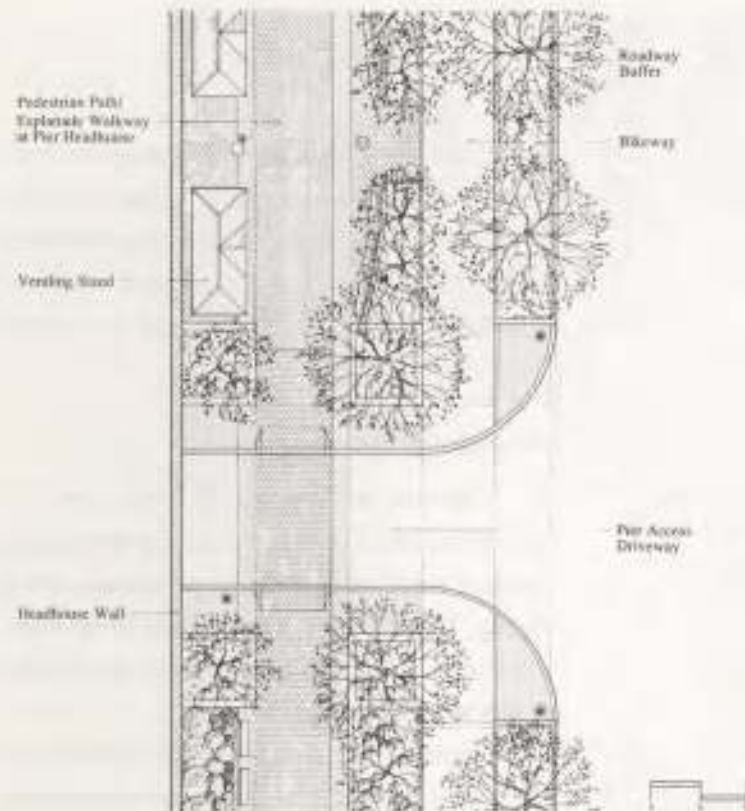 Pedestrian Path/
Esplanade Walkway
at Pier Headhouse
Vending Stand
Headhouse Wall
Roadway
Buffer
Bikeway
Pier Access
Driveway